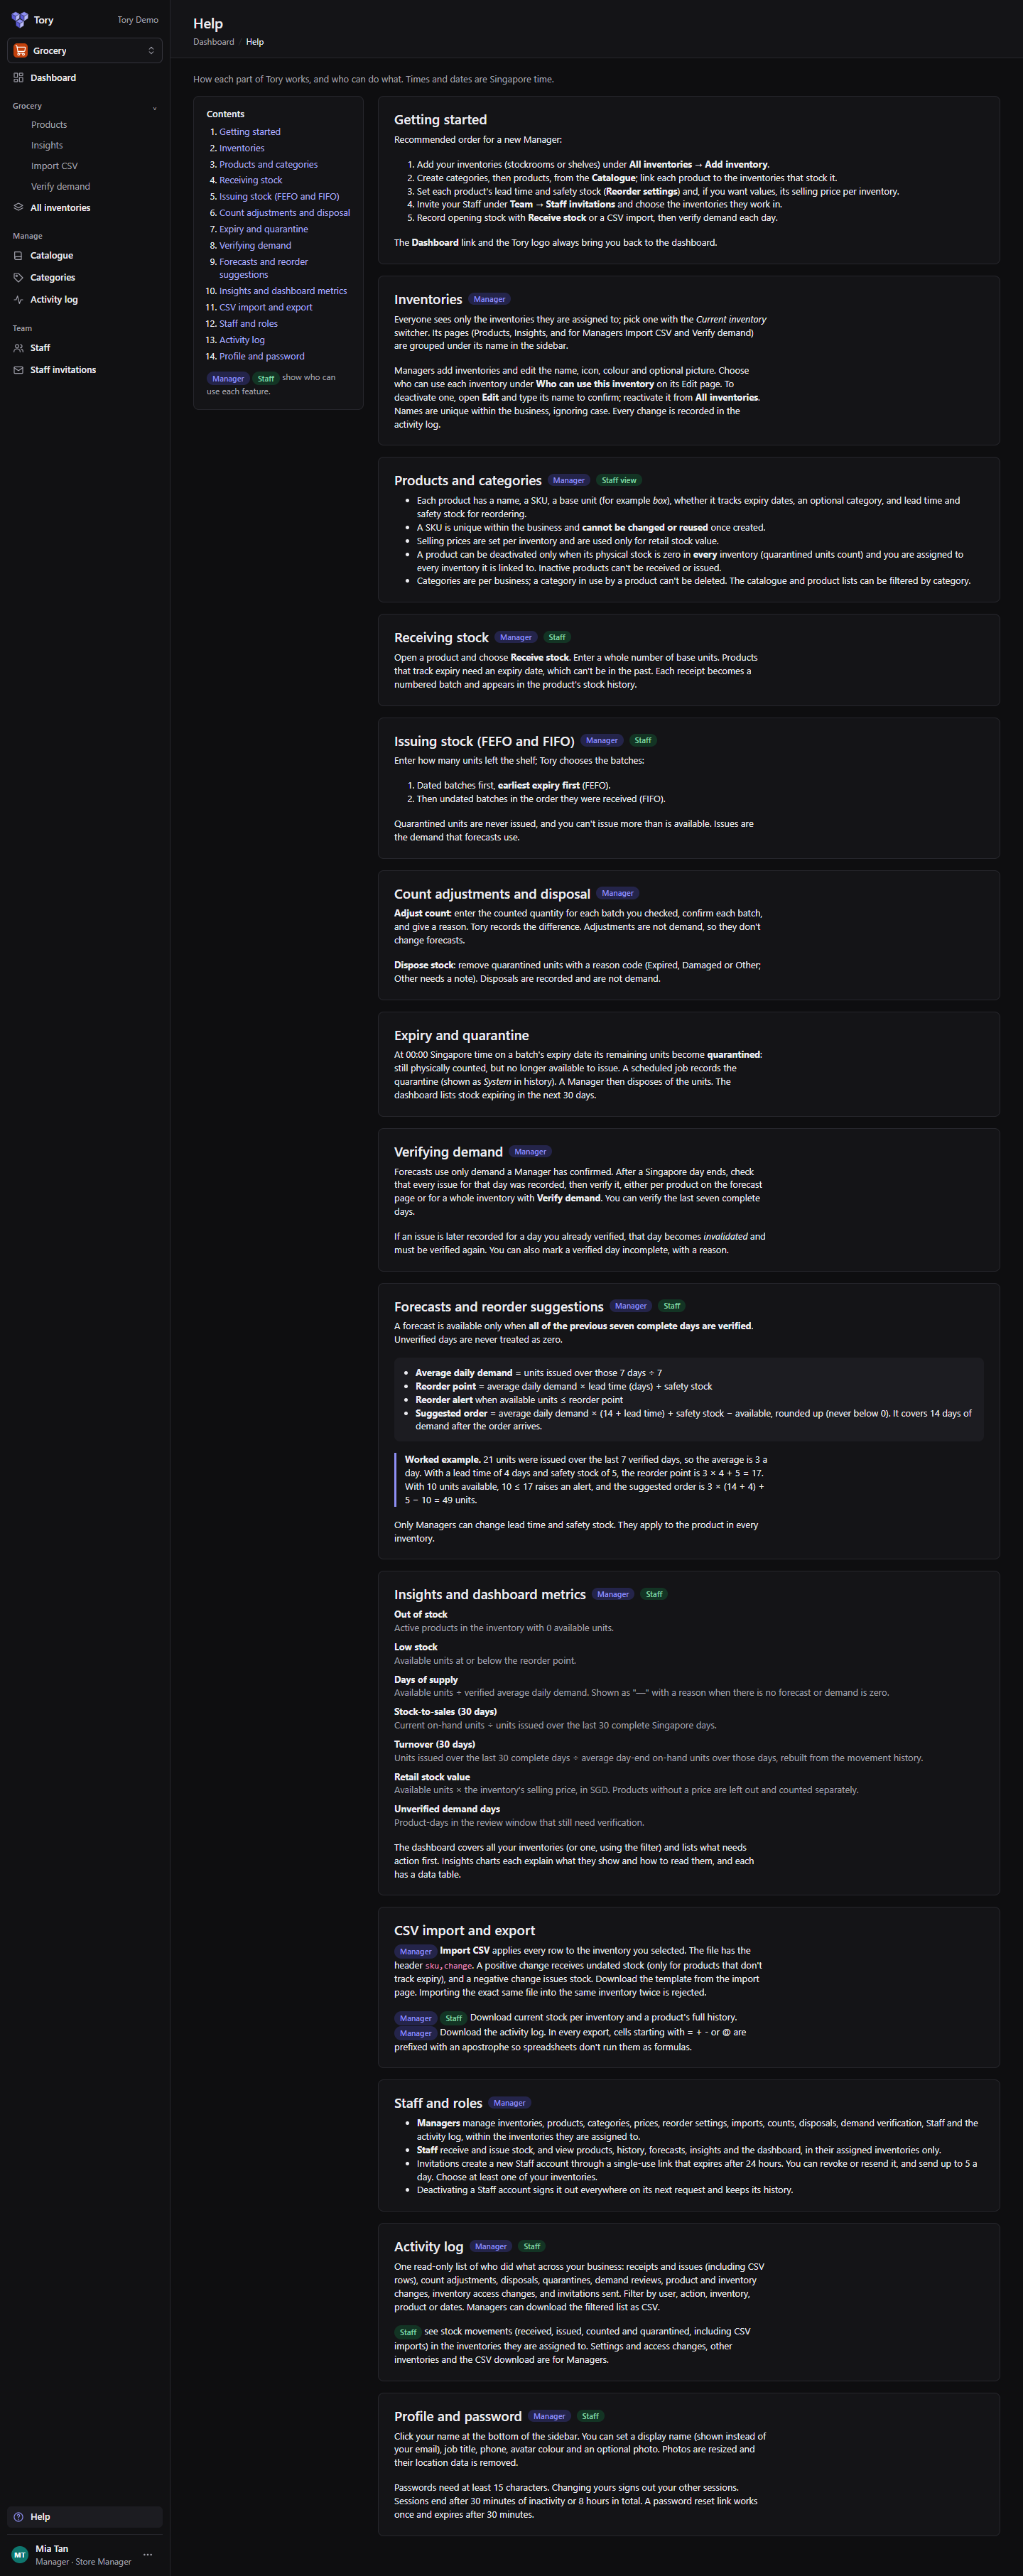 Tory
Tory Demo
Grocery
Dashboard
Grocery
Products
Insights
Import CSV
Verify demand
All inventories
Manage
Catalogue
Categories
Activity log
Team
Staff
Staff invitations
Help
Mia Tan
Manager · Store Manager
MT
Help
Dashboard / Help
How each part of Tory works, and who can do what. Times and dates are Singapore time.
Contents
1. Getting started
2. Inventories
3. Products and categories
4. Receiving stock
5. Issuing stock (FEFO and FIFO)
6. Count adjustments and disposal
7. Expiry and quarantine
8. Verifying demand
9. Forecasts and reorder
suggestions
10. Insights and dashboard metrics
11. CSV import and export
12. Staff and roles
13. Activity log
14. Profile and password
Manager Staff show who can
use each feature.
Getting started
Recommended order for a new Manager:
1. Add your inventories (stockrooms or shelves) under All inventories → Add inventory.
2. Create categories, then products, from the Catalogue; link each product to the inventories that stock it.
3. Set each product's lead time and safety stock (Reorder settings) and, if you want values, its selling price per inventory.
4. Invite your Staff under Team → Staff invitations and choose the inventories they work in.
5. Record opening stock with Receive stock or a CSV import, then verify demand each day.
The Dashboard link and the Tory logo always bring you back to the dashboard.
Inventories Manager
Everyone sees only the inventories they are assigned to; pick one with the Current inventory
switcher. Its pages (Products, Insights, and for Managers Import CSV and Verify demand)
are grouped under its name in the sidebar.
Managers add inventories and edit the name, icon, colour and optional picture. Choose
who can use each inventory under Who can use this inventory on its Edit page. To
deactivate one, open Edit and type its name to confirm; reactivate it from All inventories.
Names are unique within the business, ignoring case. Every change is recorded in the
activity log.
Products and categories Manager Staff view
• Each product has a name, a SKU, a base unit (for example box), whether it tracks expiry dates, an optional category, and lead time and
safety stock for reordering.
• A SKU is unique within the business and cannot be changed or reused once created.
• Selling prices are set per inventory and are used only for retail stock value.
• A product can be deactivated only when its physical stock is zero in every inventory (quarantined units count) and you are assigned to
every inventory it is linked to. Inactive products can't be received or issued.
• Categories are per business; a category in use by a product can't be deleted. The catalogue and product lists can be filtered by category.
Receiving stock Manager Staff
Open a product and choose Receive stock. Enter a whole number of base units. Products
that track expiry need an expiry date, which can't be in the past. Each receipt becomes a
numbered batch and appears in the product's stock history.
Issuing stock (FEFO and FIFO) Manager Staff
Enter how many units left the shelf; Tory chooses the batches:
1. Dated batches first, earliest expiry first (FEFO).
2. Then undated batches in the order they were received (FIFO).
Quarantined units are never issued, and you can't issue more than is available. Issues are
the demand that forecasts use.
Count adjustments and disposal Manager
Adjust count: enter the counted quantity for each batch you checked, confirm each batch,
and give a reason. Tory records the difference. Adjustments are not demand, so they don't
change forecasts.
Dispose stock: remove quarantined units with a reason code (Expired, Damaged or Other;
Other needs a note). Disposals are recorded and are not demand.
Expiry and quarantine
At 00:00 Singapore time on a batch's expiry date its remaining units become quarantined:
still physically counted, but no longer available to issue. A scheduled job records the
quarantine (shown as System in history). A Manager then disposes of the units. The
dashboard lists stock expiring in the next 30 days.
Verifying demand Manager
Forecasts use only demand a Manager has confirmed. After a Singapore day ends, check
that every issue for that day was recorded, then verify it, either per product on the forecast
page or for a whole inventory with Verify demand. You can verify the last seven complete
days.
If an issue is later recorded for a day you already verified, that day becomes invalidated and
must be verified again. You can also mark a verified day incomplete, with a reason.
Forecasts and reorder suggestions Manager Staff
A forecast is available only when all of the previous seven complete days are verified.
Unverified days are never treated as zero.
• Average daily demand = units issued over those 7 days ÷ 7
• Reorder point = average daily demand × lead time (days) + safety stock
• Reorder alert when available units ≤ reorder point
• Suggested order = average daily demand × (14 + lead time) + safety stock − available, rounded up (never below 0). It covers 14 days of
demand after the order arrives.
Worked example. 21 units were issued over the last 7 verified days, so the average is 3 a
day. With a lead time of 4 days and safety stock of 5, the reorder point is 3 × 4 + 5 = 17.
With 10 units available, 10 ≤ 17 raises an alert, and the suggested order is 3 × (14 + 4) +
5 − 10 = 49 units.
Only Managers can change lead time and safety stock. They apply to the product in every
inventory.
Insights and dashboard metrics Manager Staff
Out of stock
Active products in the inventory with 0 available units.
Low stock
Available units at or below the reorder point.
Days of supply
Available units ÷ verified average daily demand. Shown as "—" with a reason when there is no forecast or demand is zero.
Stock-to-sales (30 days)
Current on-hand units ÷ units issued over the last 30 complete Singapore days.
Turnover (30 days)
Units issued over the last 30 complete days ÷ average day-end on-hand units over those days, rebuilt from the movement history.
Retail stock value
Available units × the inventory's selling price, in SGD. Products without a price are left out and counted separately.
Unverified demand days
Product-days in the review window that still need verification.
The dashboard covers all your inventories (or one, using the filter) and lists what needs
action first. Insights charts each explain what they show and how to read them, and each
has a data table.
CSV import and export
Manager Import CSV applies every row to the inventory you selected. The file has the
header sku,change. A positive change receives undated stock (only for products that don't
track expiry), and a negative change issues stock. Download the template from the import
page. Importing the exact same file into the same inventory twice is rejected.
Manager Staff Download current stock per inventory and a product's full history.
Manager Download the activity log. In every export, cells starting with = + - or @ are
prefixed with an apostrophe so spreadsheets don't run them as formulas.
Staff and roles Manager
• Managers manage inventories, products, categories, prices, reorder settings, imports, counts, disposals, demand verification, Staff and the
activity log, within the inventories they are assigned to.
• Staff receive and issue stock, and view products, history, forecasts, insights and the dashboard, in their assigned inventories only.
• Invitations create a new Staff account through a single-use link that expires after 24 hours. You can revoke or resend it, and send up to 5 a
day. Choose at least one of your inventories.
• Deactivating a Staff account signs it out everywhere on its next request and keeps its history.
Activity log Manager Staff
One read-only list of who did what across your business: receipts and issues (including CSV
rows), count adjustments, disposals, quarantines, demand reviews, product and inventory
changes, inventory access changes, and invitations sent. Filter by user, action, inventory,
product or dates. Managers can download the filtered list as CSV.
Staff see stock movements (received, issued, counted and quarantined, including CSV
imports) in the inventories they are assigned to. Settings and access changes, other
inventories and the CSV download are for Managers.
Profile and password Manager Staff
Click your name at the bottom of the sidebar. You can set a display name (shown instead of
your email), job title, phone, avatar colour and an optional photo. Photos are resized and
their location data is removed.
Passwords need at least 15 characters. Changing yours signs out your other sessions.
Sessions end after 30 minutes of inactivity or 8 hours in total. A password reset link works
once and expires after 30 minutes.